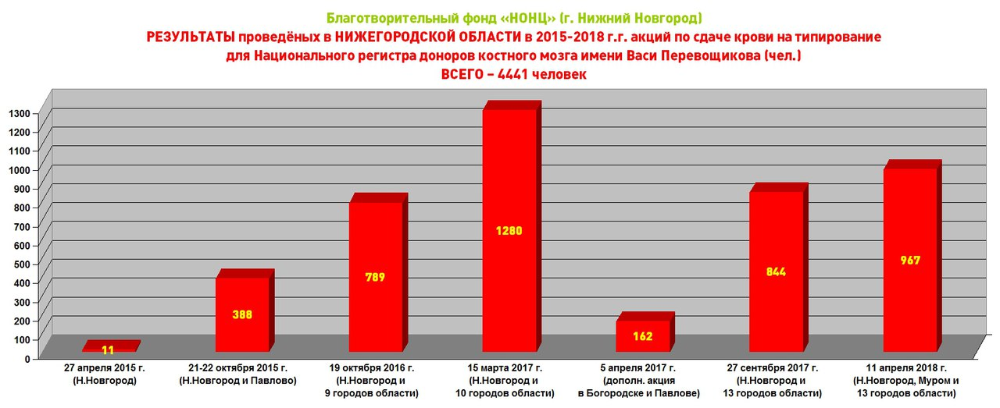 Благотворительный фонд «НОНЦ» (г. Нижний Новгород)
РЕЗУЛЬТАТЫ проведёных в НИЖЕГОРОДСКОЙ ОБЛАСТИ в 2015-2018 г.г. акций по сдаче крови на типирование
для Национального регистра доноров костного мозга имени Васи Перевощикова (чел.)
ВСЕГО – 4441 человек
1300
1200
1100
1000
900
800
700
600
500
400
300
200
100
0
11
388
789
1280
162
844
967
27 апреля 2015 г.
(Н.Новгород)
21-22 октября 2015 г.
(Н.Новгород и Павлово)
19 октября 2016 г.
(Н.Новгород и
9 городов области)
15 марта 2017 г.
(Н.Новгород и
10 городов области)
5 апреля 2017 г.
(дополн. акция
в Богородске и Павлове)
27 сентября 2017 г.
(Н.Новгород и
13 городов области)
11 апреля 2018 г.
(Н.Новгород, Муром и
13 городов области)